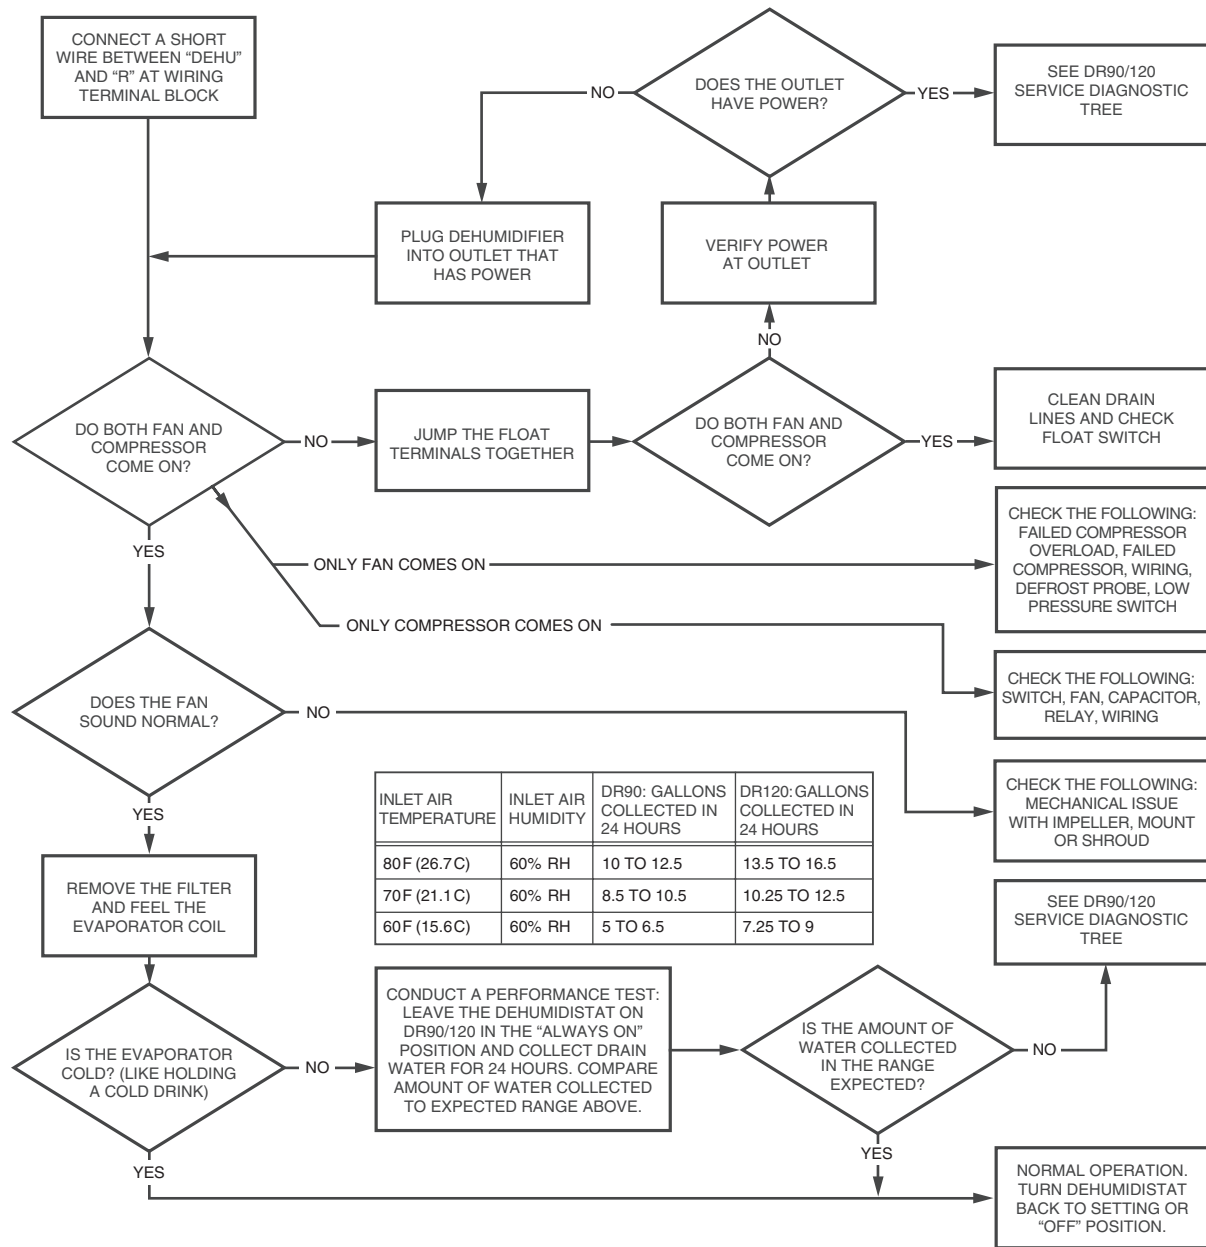 CONNECT A SHORT
WIRE BETWEEN “DEHU”
AND “R” AT WIRING
TERMINAL BLOCK
NO
DOES THE OUTLET
HAVE POWER?
YES
SEE DR90/120
SERVICE DIAGNOSTIC
TREE
PLUG DEHUMIDIFIER
INTO OUTLET THAT
HAS POWER
VERIFY POWER
AT OUTLET
NO
DO BOTH FAN AND
COMPRESSOR
COME ON?
NO
JUMP THE FLOAT
TERMINALS TOGETHER
DO BOTH FAN AND
COMPRESSOR
COME ON?
YES
CLEAN DRAIN
LINES AND CHECK
FLOAT SWITCH
YES
ONLY FAN COMES ON
CHECK THE FOLLOWING:
FAILED COMPRESSOR
OVERLOAD, FAILED
COMPRESSOR, WIRING,
DEFROST PROBE, LOW
PRESSURE SWITCH
ONLY COMPRESSOR COMES ON
CHECK THE FOLLOWING:
SWITCH, FAN, CAPACITOR,
RELAY, WIRING
DOES THE FAN
SOUND NORMAL?
NO
CHECK THE FOLLOWING:
MECHANICAL ISSUE
WITH IMPELLER, MOUNT
OR SHROUD
YES
INLET AIR
TEMPERATURE
INLET AIR
HUMIDITY
DR90: GALLONS
COLLECTED IN
24 HOURS
DR120: GALLONS
COLLECTED IN
24 HOURS
80F (26.7C) 60% RH 10 TO 12.5 13.5 TO 16.5
70F (21.1C) 60% RH 8.5 TO 10.5 10.25 TO 12.5
60F (15.6C) 60% RH 5 TO 6.5 7.25 TO 9
REMOVE THE FILTER
AND FEEL THE
EVAPORATOR COIL
SEE DR90/120
SERVICE DIAGNOSTIC
TREE
IS THE EVAPORATOR
COLD? (LIKE HOLDING
A COLD DRINK)
NO
CONDUCT A PERFORMANCE TEST:
LEAVE THE DEHUMIDISTAT ON
DR90/120 IN THE “ALWAYS ON”
POSITION AND COLLECT DRAIN
WATER FOR 24 HOURS. COMPARE
AMOUNT OF WATER COLLECTED
TO EXPECTED RANGE ABOVE.
IS THE AMOUNT OF
WATER COLLECTED
IN THE RANGE
EXPECTED?
NO
YES
YES
NORMAL OPERATION.
TURN DEHUMIDISTAT
BACK TO SETTING OR
“OFF” POSITION.